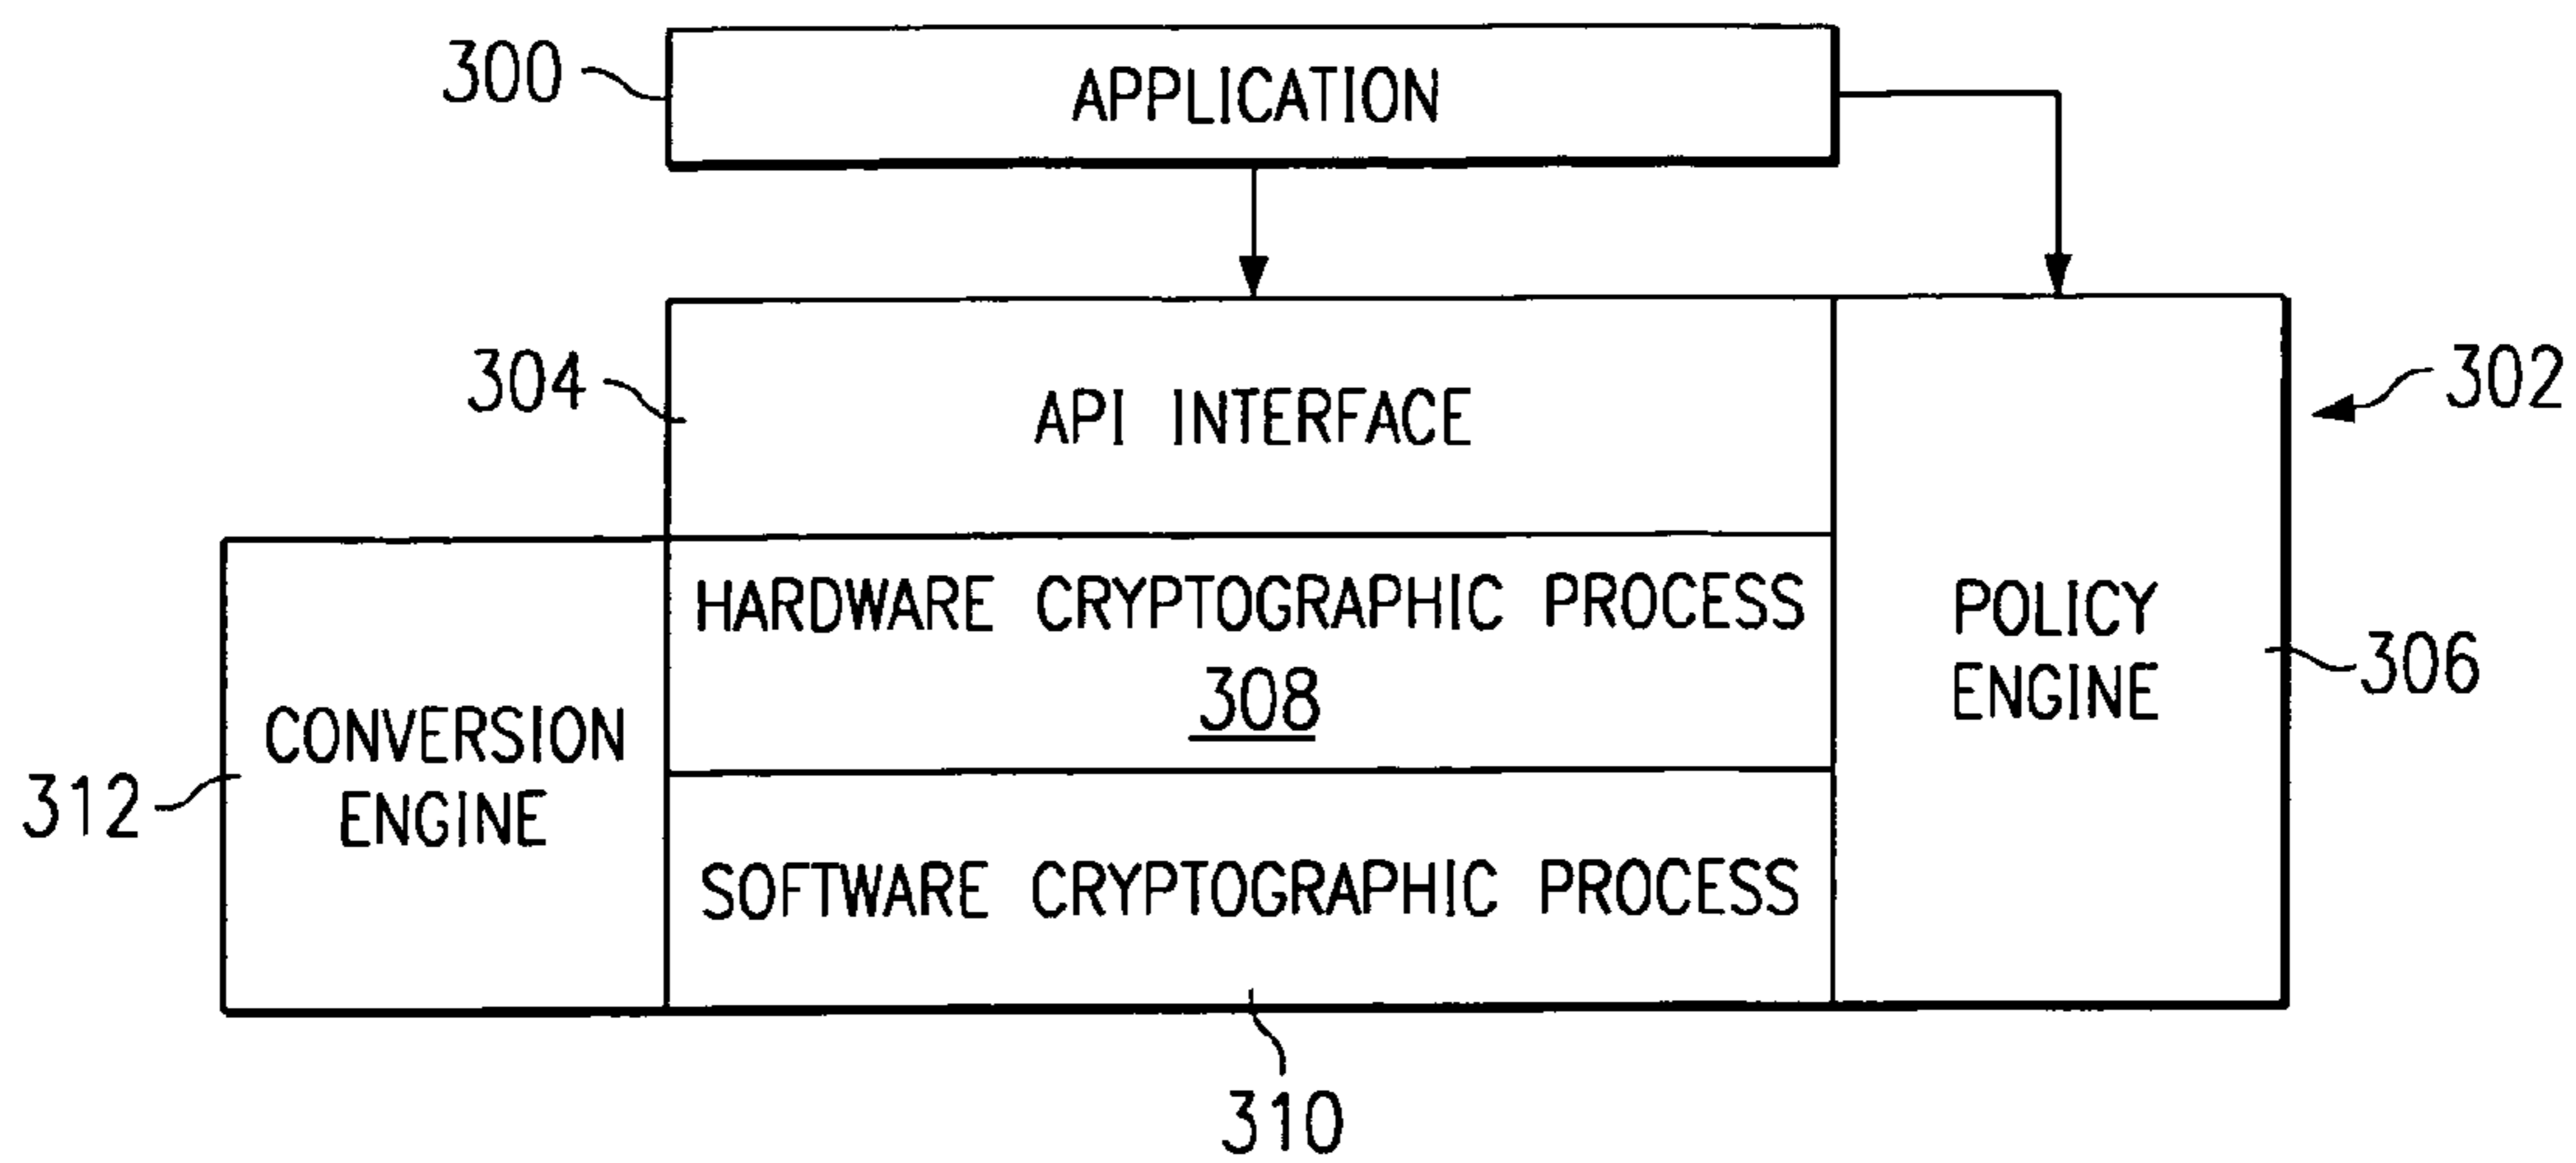 300
APPLICATION
304
API INTERFACE
302
HARDWARE CRYPTOGRAPHIC PROCESS
308
POLICY
ENGINE
306
CONVERSION
ENGINE
312
SOFTWARE CRYPTOGRAPHIC PROCESS
310